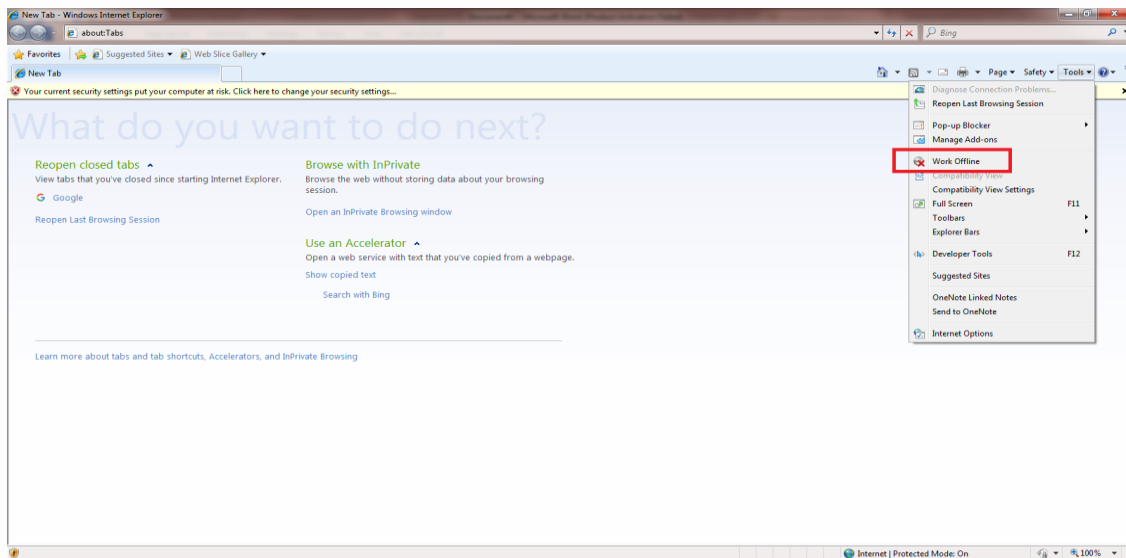 New Tab - Windows Internet Explorer
about:Tabs
Bing
Favorites Suggested Sites Web Slice Gallery
New Tab
Page Safety Tools
Your current security settings put your computer at risk. Click here to change your security settings...
What do you want to do next?
Reopen closed tabs
View tabs that you've closed since starting Internet Explorer.
Google
Reopen Last Browsing Session
Browse with InPrivate
Browse the web without storing data about your browsing
session.
Open an InPrivate Browsing window
Use an Accelerator
Open a web service with text that you've copied from a webpage.
Show copied text
Search with Bing
Learn more about tabs and tab shortcuts, Accelerators, and InPrivate Browsing
Diagnose Connection Problems...
Reopen Last Browsing Session
Pop-up Blocker
Manage Add-ons
Work Offline
Compatibility View
Compatibility View Settings
Full Screen F11
Toolbars
Explorer Bars
Developer Tools F12
Suggested Sites
OneNote Linked Notes
Send to OneNote
Internet Options
Internet | Protected Mode: On
100%